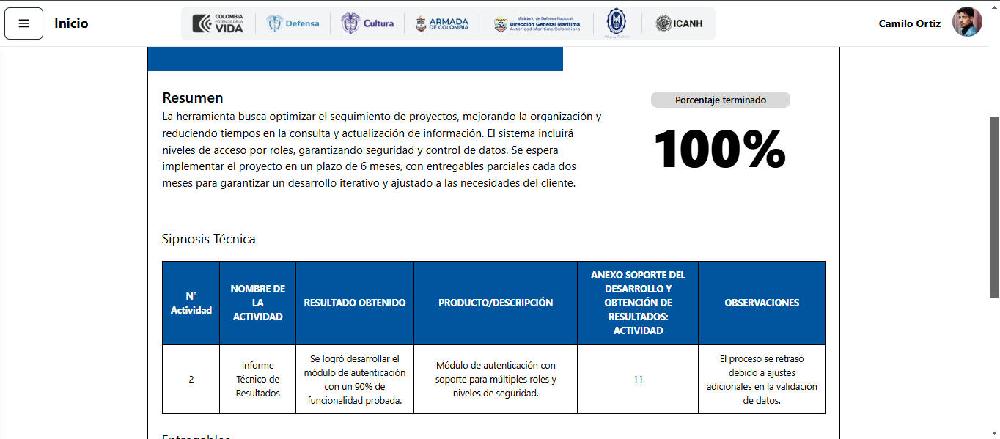 Inicio
COLOMBIA
POTENCIA DE LA
VIDA
Defensa
Cultura
ARMADA
DE COLOMBIA
Ministerio de Defensa Nacional
Dirección General Marítima
Autoridad Marítima Colombiana
ICANH
Camilo Ortiz
Resumen
La herramienta busca optimizar el seguimiento de proyectos, mejorando la organización y
reduciendo tiempos en la consulta y actualización de información. El sistema incluirá
niveles de acceso por roles, garantizando seguridad y control de datos. Se espera
implementar el proyecto en un plazo de 6 meses, con entregables parciales cada dos
meses para garantizar un desarrollo iterativo y ajustado a las necesidades del cliente.
Porcentaje terminado
100%
Sipnosis Técnica
N°
Actividad
NOMBRE DE
LA
ACTIVIDAD
RESULTADO OBTENIDO
PRODUCTO/DESCRIPCIÓN
ANEXO SOPORTE DEL
DESARROLLO Y
OBTENCIÓN DE
RESULTADOS:
ACTIVIDAD
OBSERVACIONES
2
Informe
Técnico de
Resultados
Se logró desarrollar el
módulo de autenticación
con un 90% de
funcionalidad probada.
Módulo de autenticación con
soporte para múltiples roles y
niveles de seguridad.
11
El proceso se retrasó
debido a ajustes
adicionales en la validación
de datos.
Entregables